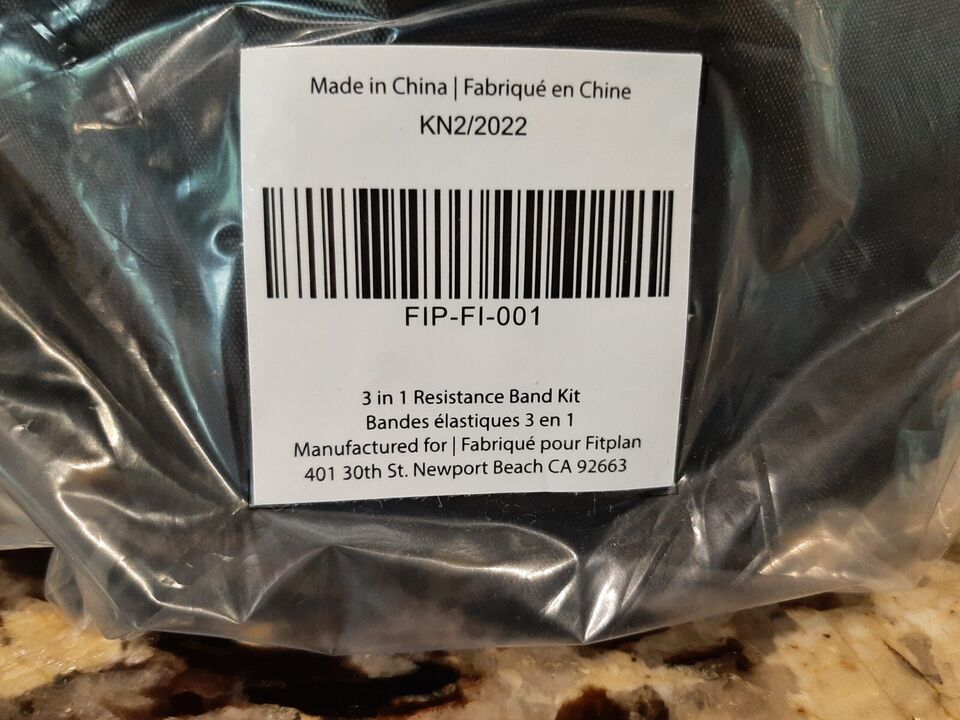 Made in China | Fabriqué en Chine
KN2/2022
FIP-FI-001
3 in 1 Resistance Band Kit
Bandes élastiques 3 en 1
Manufactured for | Fabriqué pour Fitplan
401 30th St. Newport Beach CA 92663